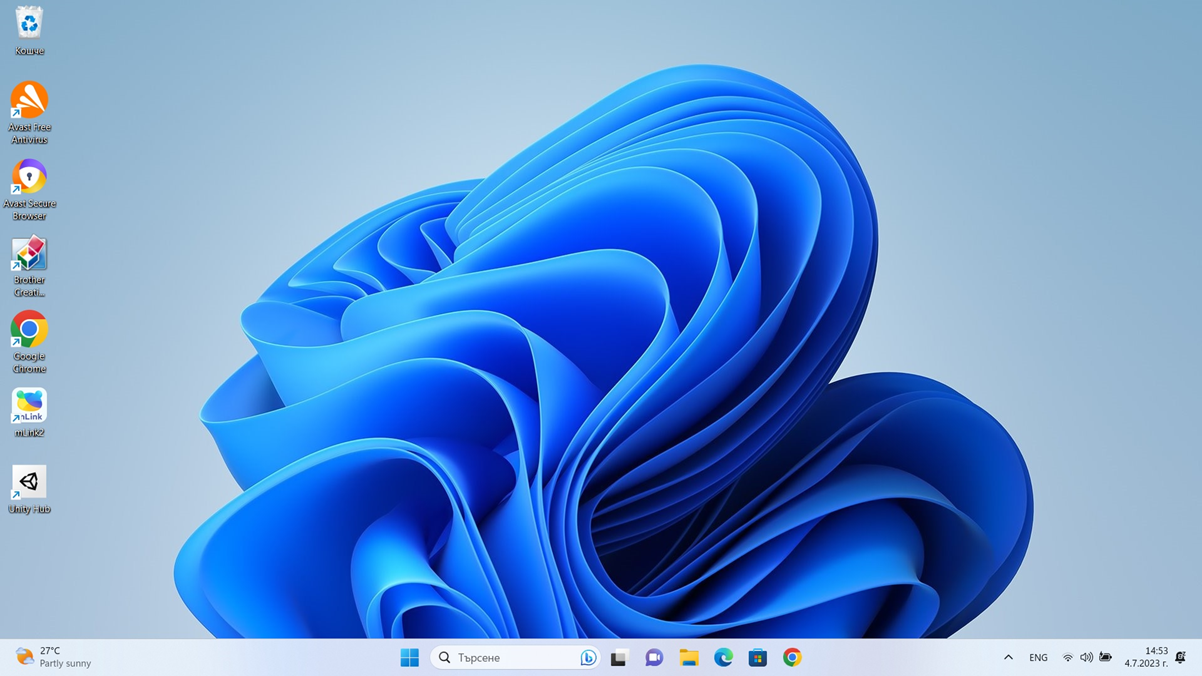 Кошче
Avast Free
Antivirus
Avast Secure
Browser
Brother
Creati...
Google
Chrome
mLink
mLink2
Unity Hub
27°C
Partly sunny
Търсене
ENG
14:53
4.7.2023 г.